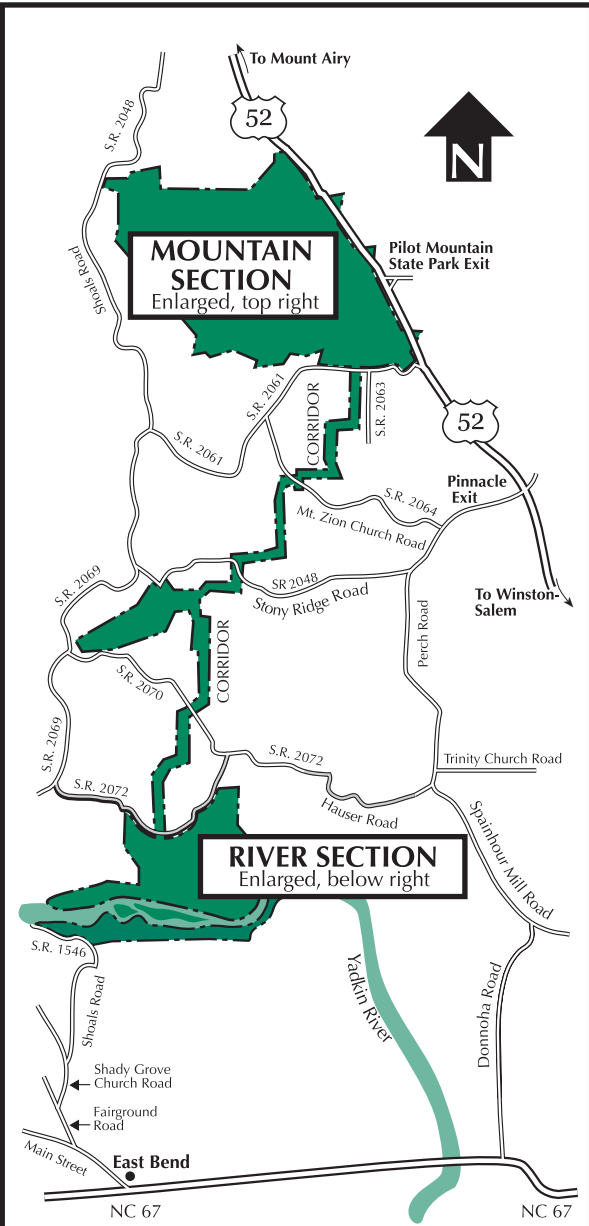 To Mount Airy
52
N
S.R. 2048
MOUNTAIN
SECTION
Enlarged, top right
Pilot Mountain
State Park Exit
Shoals Road
S.R. 2061
S.R. 2061
CORRIDOR
S.R. 2063
52
Pinnacle
Exit
S.R. 2064
Mt. Zion Church Road
S.R. 2069
SR 2048
Stony Ridge Road
To Winston-
Salem
Perch Road
CORRIDOR
S.R. 2070
S.R. 2069
S.R. 2072
Trinity Church Road
S.R. 2072
Hauser Road
Spainhour Mill Road
RIVER SECTION
Enlarged, below right
S.R. 1546
Shoals Road
Yadkin River
Donnoha Road
Shady Grove
Church Road
Fairground
Road
Main Street
East Bend
NC 67
NC 67